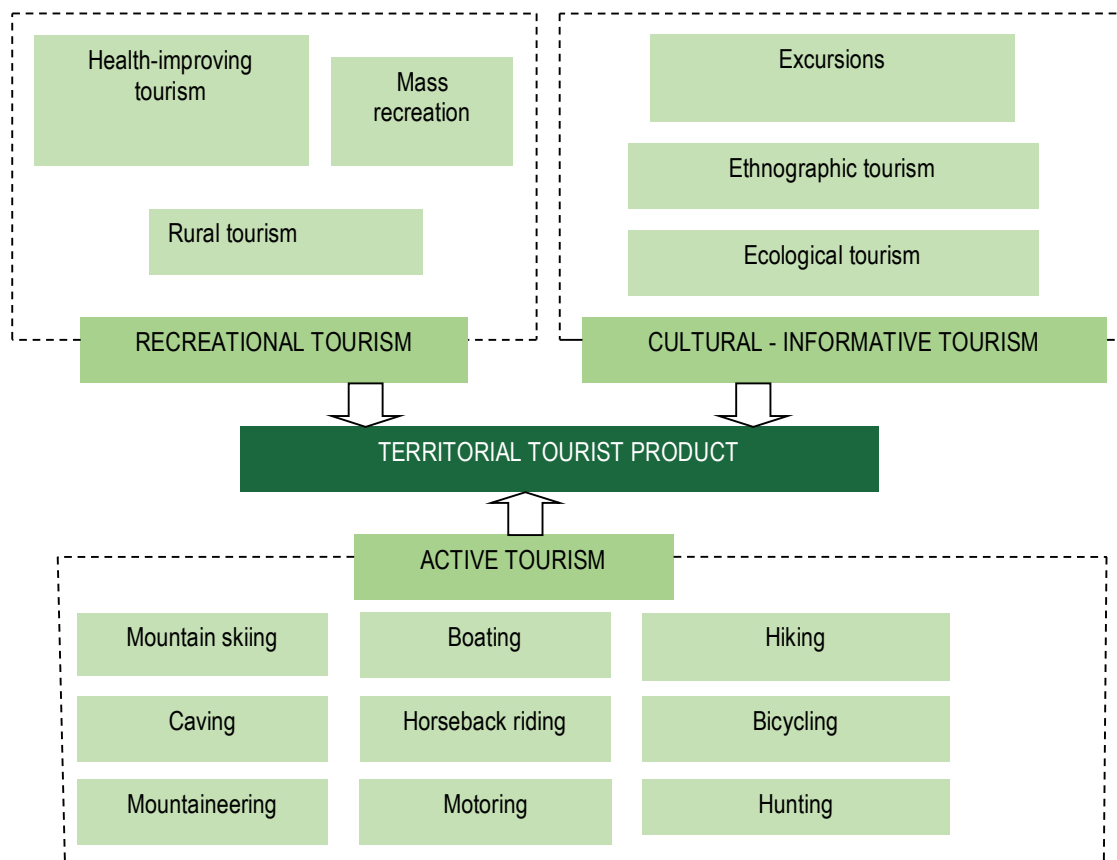 Health-improving
tourism
Mass
recreation
Rural tourism
RECREATIONAL TOURISM
Excursions
Ethnographic tourism
Ecological tourism
CULTURAL - INFORMATIVE TOURISM
TERRITORIAL TOURIST PRODUCT
ACTIVE TOURISM
Mountain skiing
Boating
Hiking
Caving
Horseback riding
Bicycling
Mountaineering
Motoring
Hunting